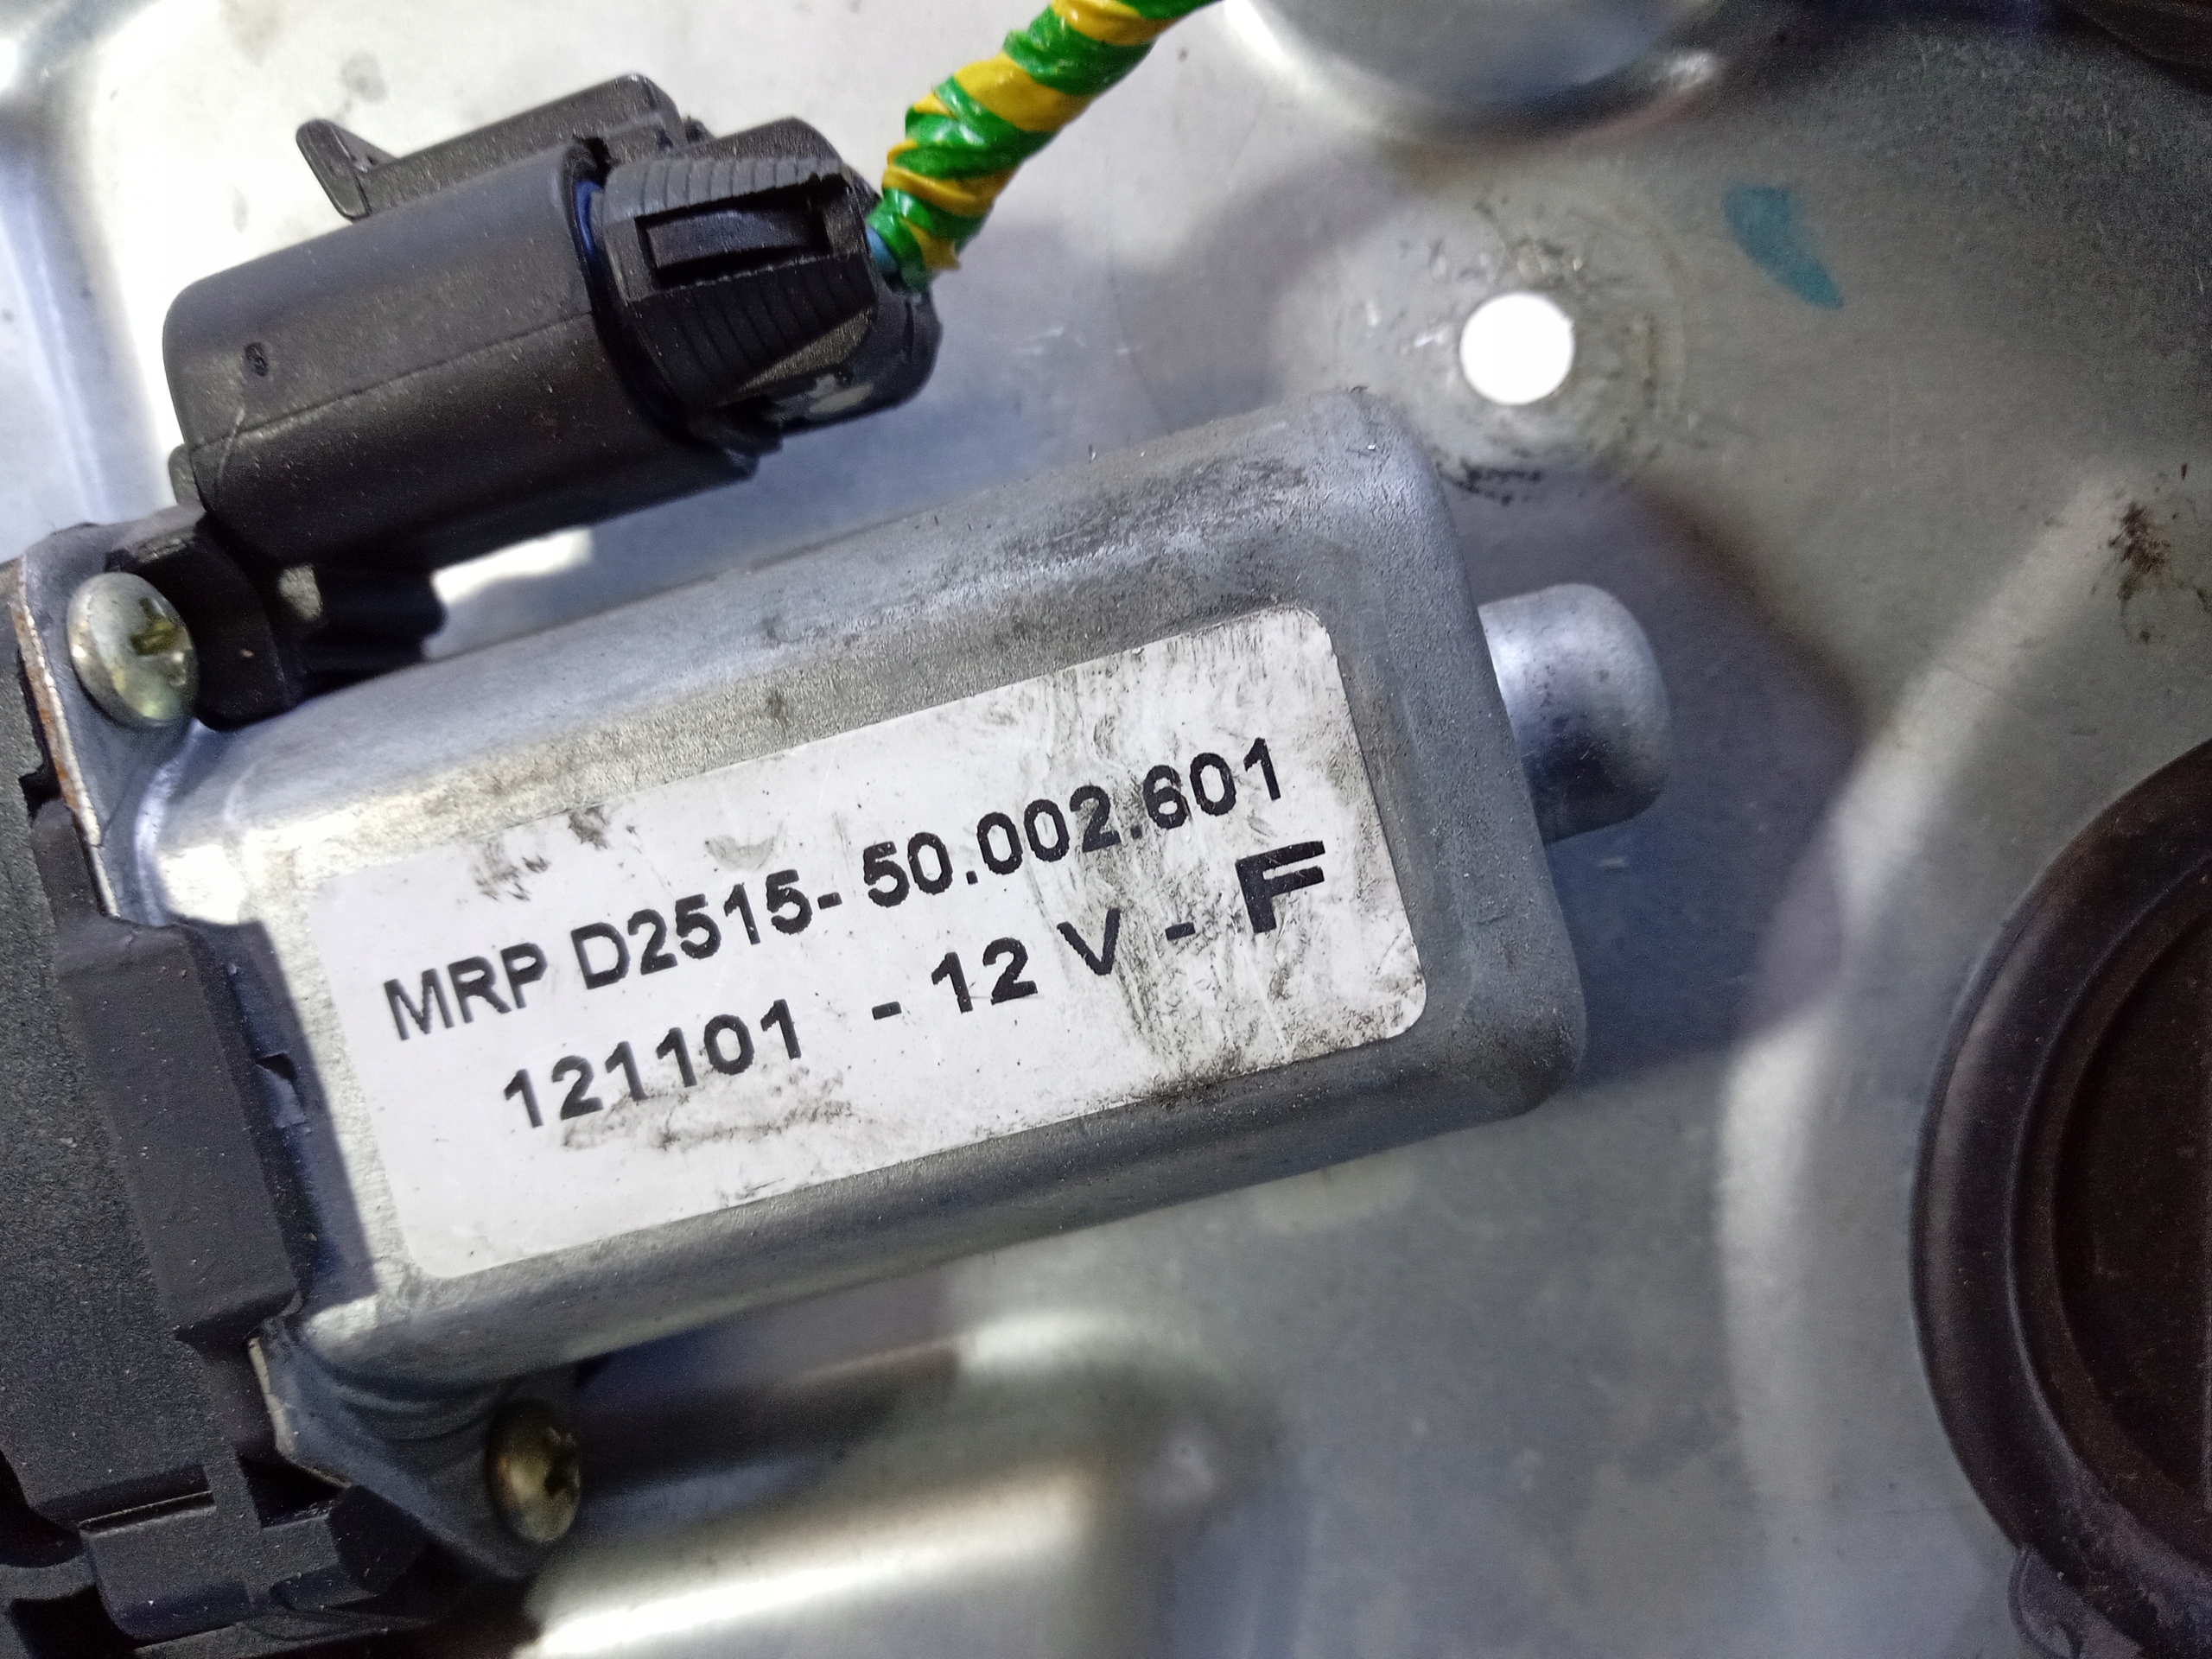 MRP D2515- 50.002.601
121101 - 12 V - F